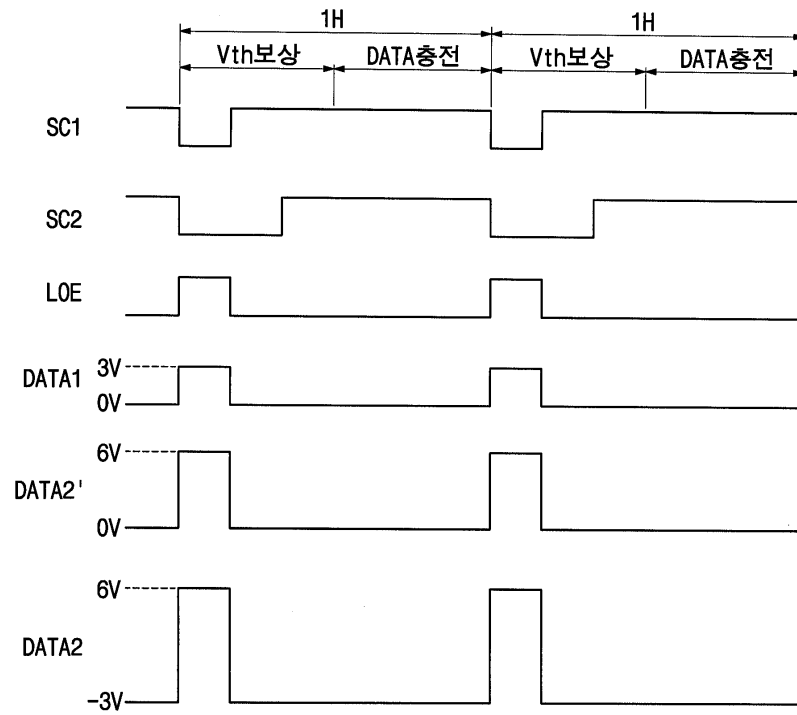 1H 1H
Vth보상 DATA충전 Vth보상 DATA충전
SC1
SC2
LOE
DATA1 3V
0V
6V
DATA2'
0V
6V
DATA2
-3V